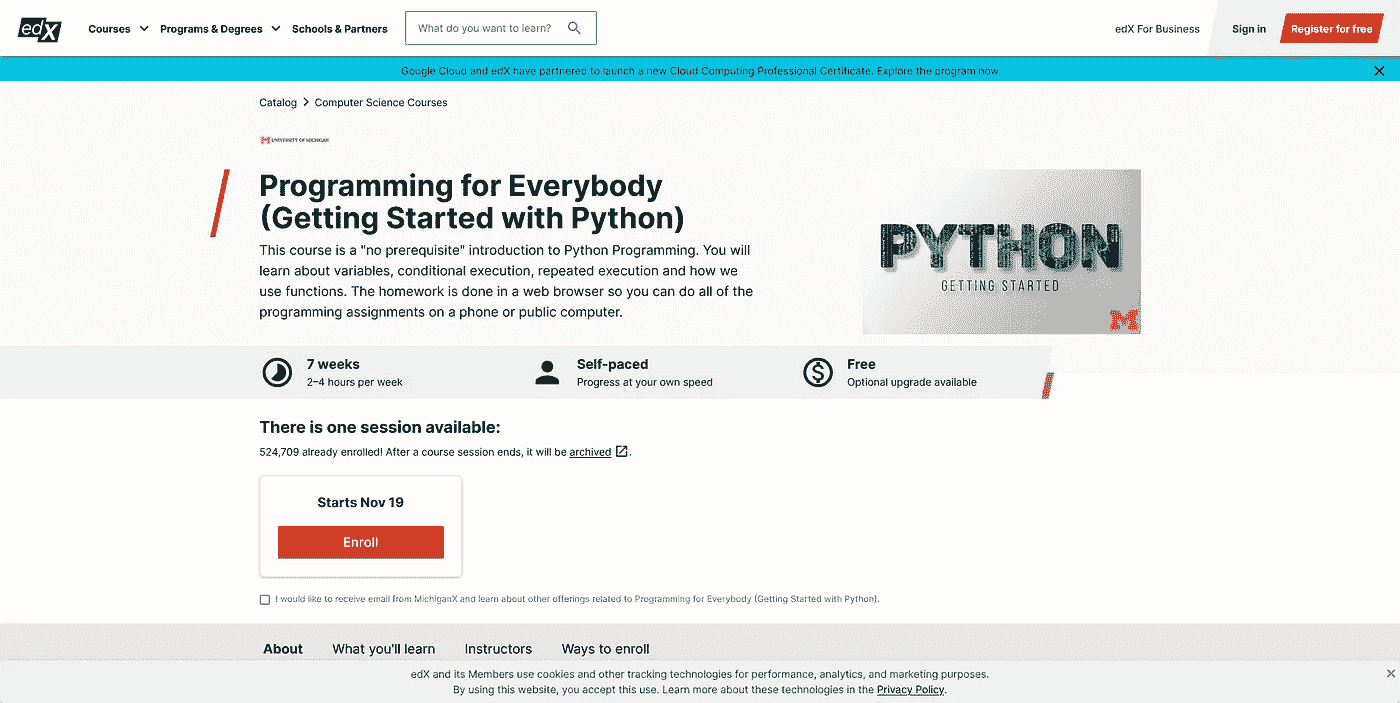 edX
Courses
Programs & Degrees
Schools & Partners
What do you want to learn?
edX For Business
Sign in
Register for free
Google Cloud and edX have partnered to launch a new Cloud Computing Professional Certificate. Explore the program now
Catalog
Computer Science Courses
M UNIVERSITY OF MICHIGAN
Programming for Everybody
(Getting Started with Python)
This course is a "no prerequisite" introduction to Python Programming. You will
learn about variables, conditional execution, repeated execution and how we
use functions. The homework is done in a web browser so you can do all of the
programming assignments on a phone or public computer.
PYTHON
GETTING STARTED
M
7 weeks
2–4 hours per week
Self-paced
Progress at your own speed
Free
Optional upgrade available
There is one session available:
524,709 already enrolled! After a course session ends, it will be archived.
Starts Nov 19
Enroll
I would like to receive email from MichiganX and learn about other offerings related to Programming for Everybody (Getting Started with Python).
About
What you'll learn
Instructors
Ways to enroll
edX and its Members use cookies and other tracking technologies for performance, analytics, and marketing purposes.
By using this website, you accept this use. Learn more about these technologies in the Privacy Policy.